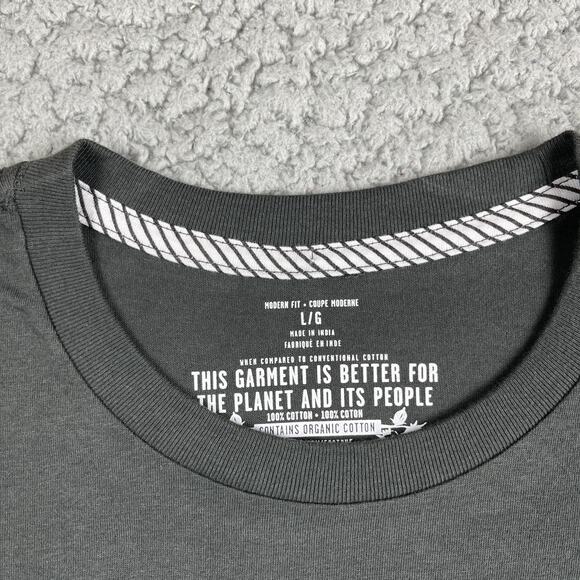 MODERN FIT • COUPE MODERNE
L/G
MADE IN INDIA
FABRIQUÉ EN INDE
WHEN COMPARED TO CONVENTIONAL COTTON
THIS GARMENT IS BETTER FOR
THE PLANET AND ITS PEOPLE
100% COTTON • 100% COTON
CONTAINS ORGANIC COTTON